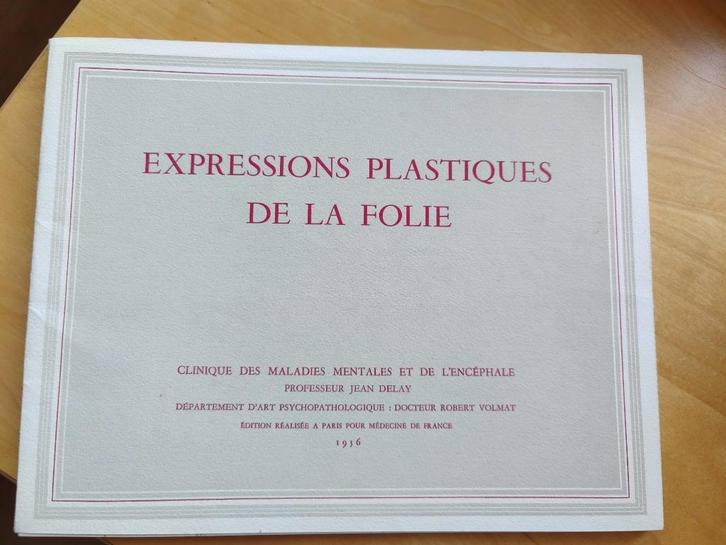 EXPRESSIONS PLASTIQUES
DE LA FOLIE
CLINIQUE DES MALADIES MENTALES ET DE L'ENCÉPHALE
PROFESSEUR JEAN DELAY
DÉPARTEMENT D'ART PSYCHOPATHOLOGIQUE : DOCTEUR ROBERT VOLMAT
ÉDITION RÉALISÉE A PARIS POUR MÉDECINE DE FRANCE
1956